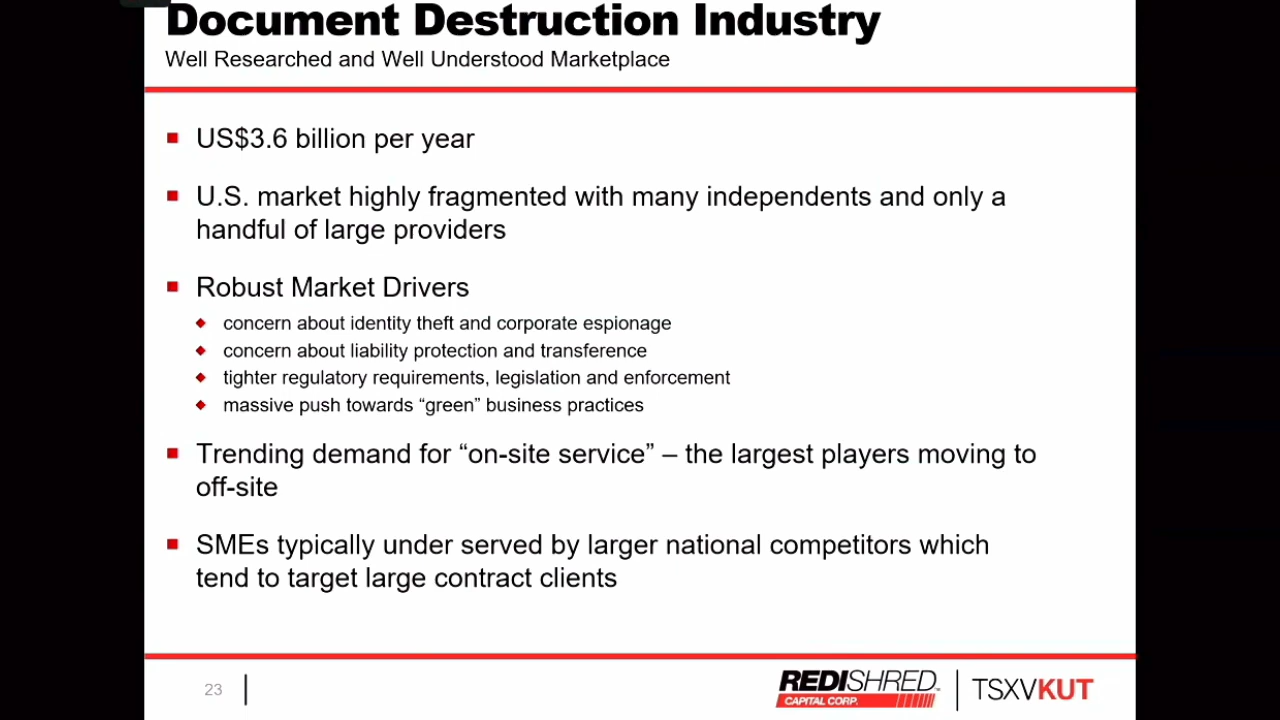 Document Destruction Industry
Well Researched and Well Understood Marketplace
US$3.6 billion per year
U.S. market highly fragmented with many independents and only a
handful of large providers
Robust Market Drivers
concern about identity theft and corporate espionage
concern about liability protection and transference
tighter regulatory requirements, legislation and enforcement
massive push towards “green” business practices
Trending demand for “on-site service” – the largest players moving to
off-site
SMEs typically under served by larger national competitors which
tend to target large contract clients
23
REDISHRED™
CAPITAL CORP.
TSXVKUT